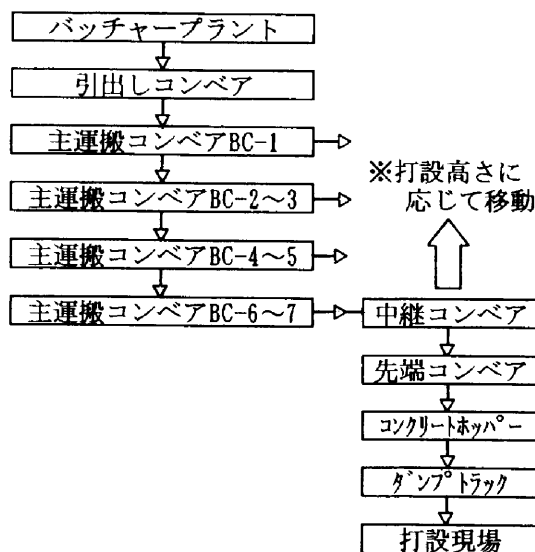 バッチャープラント
引出しコンベア
主運搬コンベアBC-1
主運搬コンベアBC-2～3
主運搬コンベアBC-4～5
主運搬コンベアBC-6～7
※打設高さに
応じて移動
中継コンベア
先端コンベア
コンクリートホッパー
ダンプトラック
打設現場